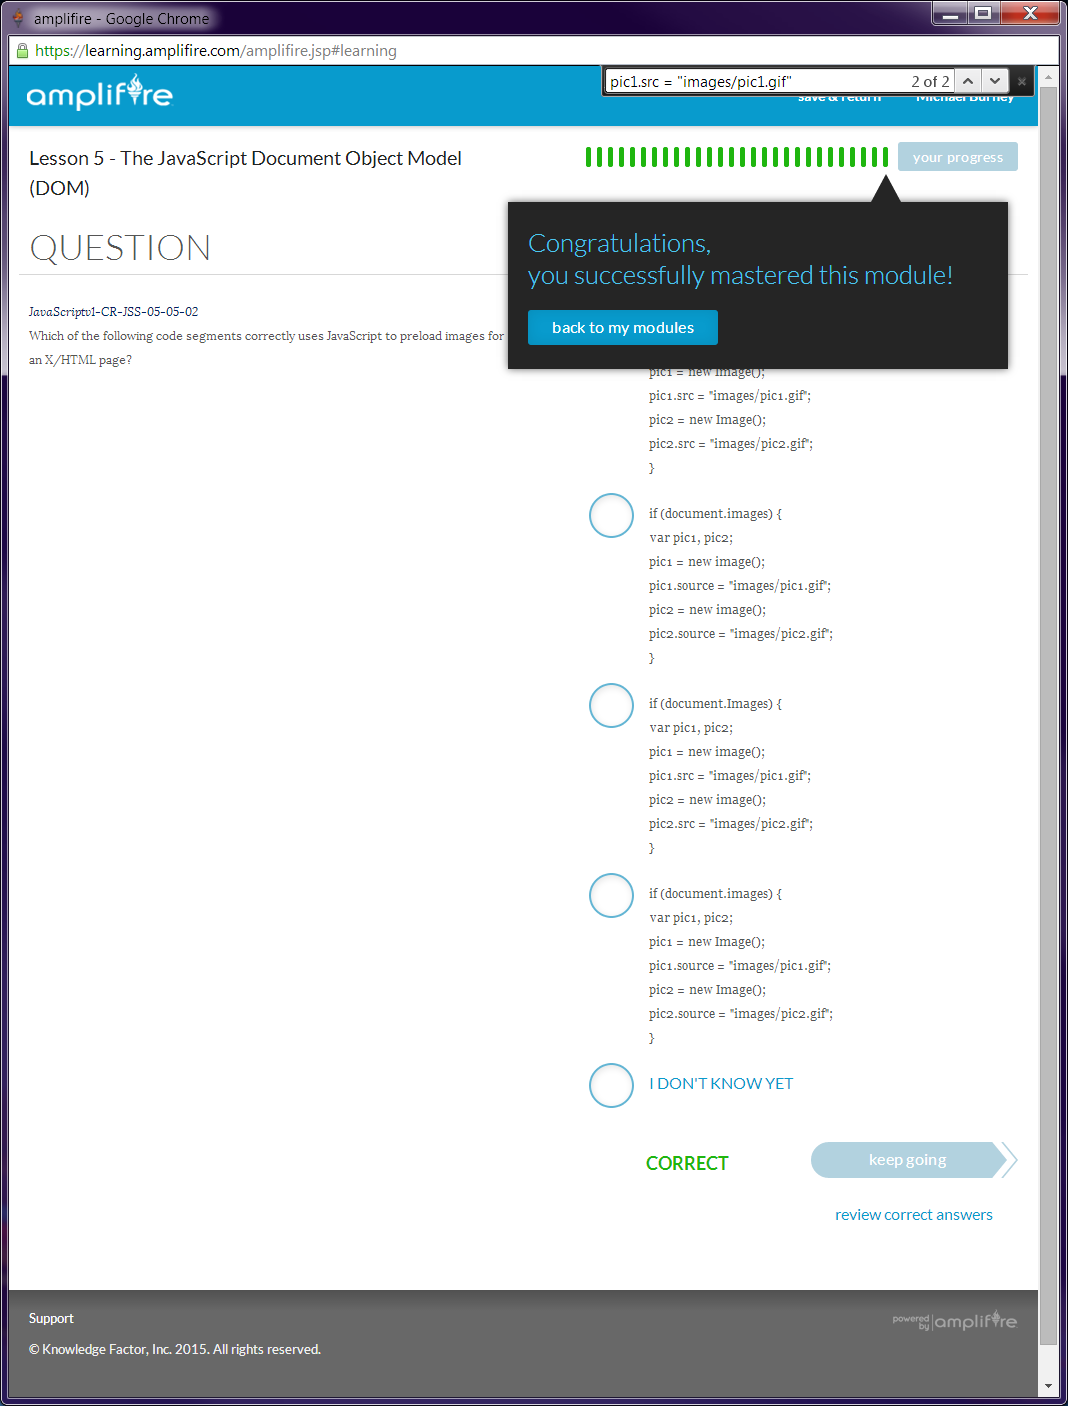 amplifire - Google Chrome
https://learning.amplifire.com/amplifire.jsp#learning
pic1.src = "images/pic1.gif" 2 of 2
amplifire
save & return Michael Burney
Lesson 5 - The JavaScript Document Object Model
(DOM)
your progress
QUESTION
Congratulations,
you successfully mastered this module!
back to my modules
JavaScriptv1-CR-JSS-05-05-02
Which of the following code segments correctly uses JavaScript to preload images for
an X/HTML page?
pic1 = new Image();
pic1.src = "images/pic1.gif";
pic2 = new Image();
pic2.src = "images/pic2.gif";
}
if (document.images) {
var pic1, pic2;
pic1 = new image();
pic1.source = "images/pic1.gif";
pic2 = new image();
pic2.source = "images/pic2.gif";
}
if (document.Images) {
var pic1, pic2;
pic1 = new image();
pic1.src = "images/pic1.gif";
pic2 = new image();
pic2.src = "images/pic2.gif";
}
if (document.images) {
var pic1, pic2;
pic1 = new Image();
pic1.source = "images/pic1.gif";
pic2 = new Image();
pic2.source = "images/pic2.gif";
}
I DON'T KNOW YET
CORRECT
keep going
review correct answers
Support
powered by amplifire
© Knowledge Factor, Inc. 2015. All rights reserved.